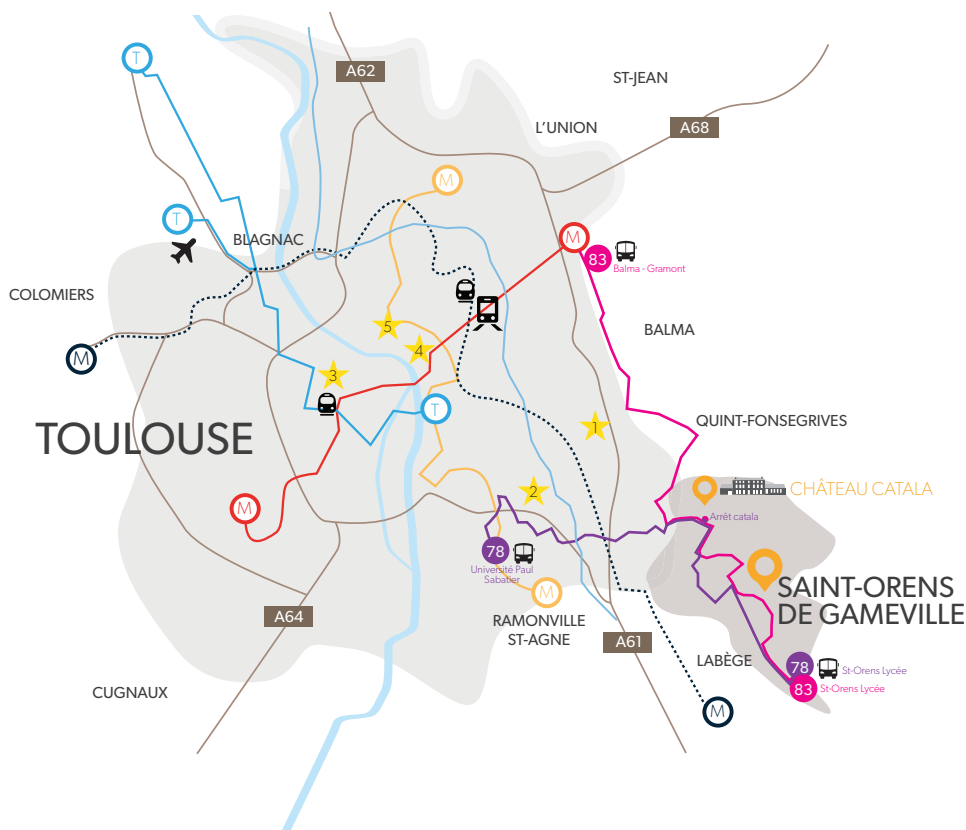 T
A62
ST-JEAN
L'UNION
A68
M
T
BLAGNAC
M
83
Balma - Gramont
COLOMIERS
BALMA
5
4
M
3
T
QUINT-FONSEGRIVES
1
TOULOUSE
2
CHÂTEAU CATALA
M
Arrêt catala
78
Université Paul
Sabatier
M
SAINT-ORENS
DE GAMEVILLE
A64
RAMONVILLE
ST-AGNE
A61
LABÈGE
78
St-Orens Lycée
83
St-Orens Lycée
CUGNAUX
M